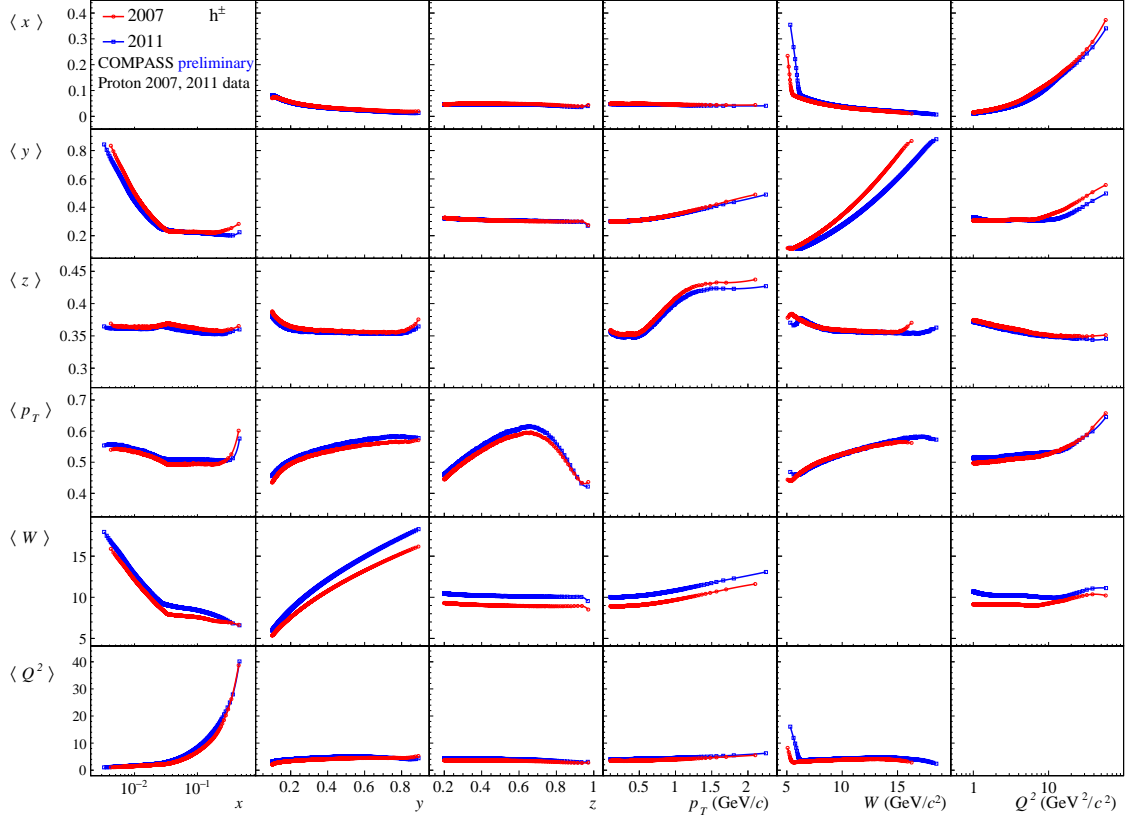 ⟨ x ⟩
0.4
0.3
0.2
0.1
0
2007 h±
2011
COMPASS preliminary
Proton 2007, 2011 data
⟨ y ⟩
0.8
0.6
0.4
0.2
⟨ z ⟩
0.45
0.4
0.35
0.3
⟨ p_T ⟩
0.7
0.6
0.5
0.4
⟨ W ⟩
15
10
5
⟨ Q² ⟩
40
30
20
10
0
10⁻² 10⁻¹ 0.2 0.4 0.6 0.8 0.2 0.4 0.6 0.8 1 0.5 1 1.5 2 5 10 15 1 10
x y z p_T (GeV/c) W (GeV/c²) Q² (GeV²/c²)